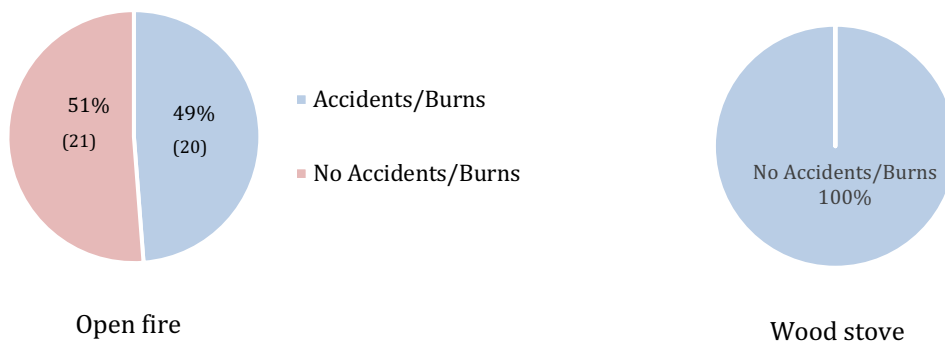 51%
(21)
49%
(20)
Accidents/Burns
No Accidents/Burns
Open fire
No Accidents/Burns
100%
Wood stove